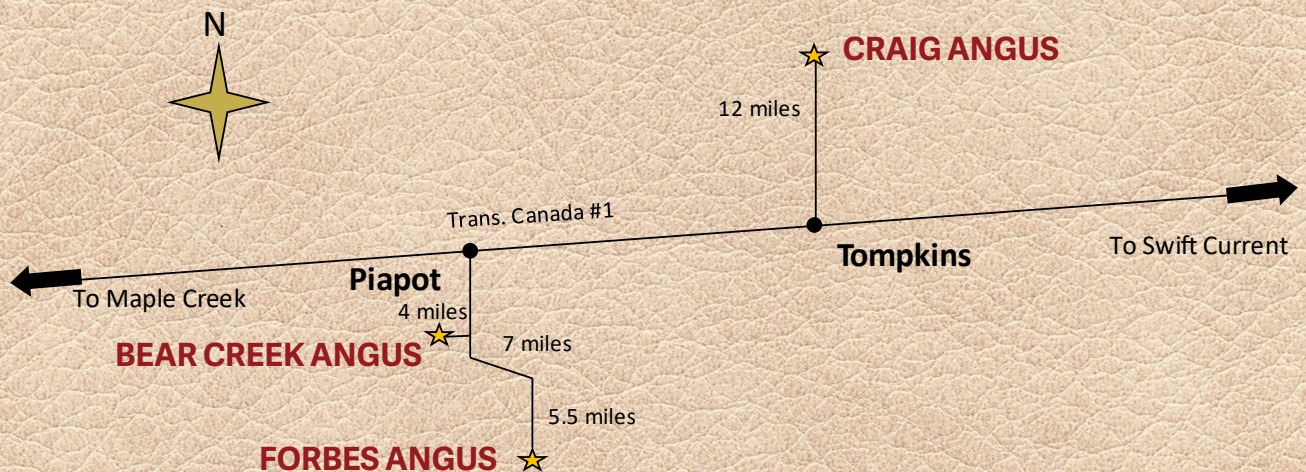 N
CRAIG ANGUS
12 miles
Trans. Canada #1
Tompkins
To Swift Current
Piapot
To Maple Creek
4 miles
BEAR CREEK ANGUS
7 miles
5.5 miles
FORBES ANGUS